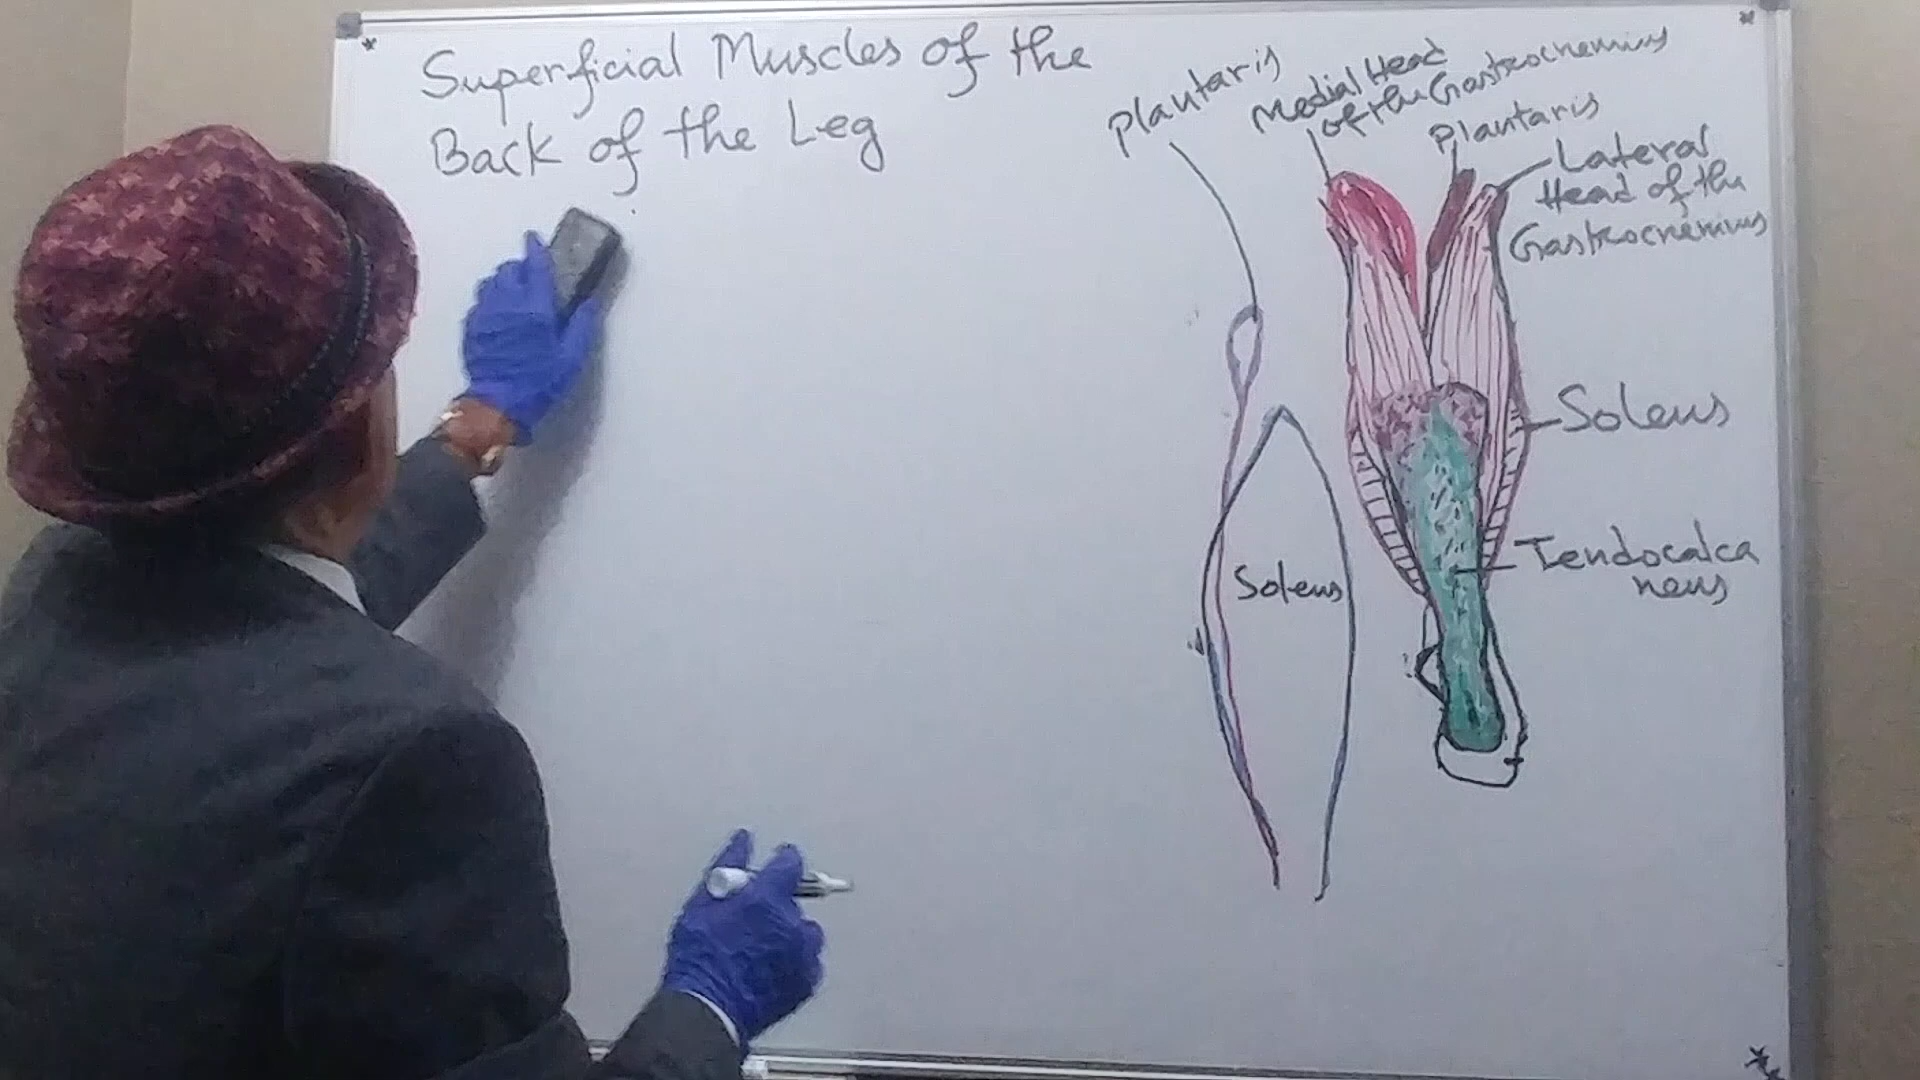 Superficial Muscles of the
Back of the Leg
Plantaris
Medial Head
of the Gastrocnemius
Plantaris
Lateral
Head of the
Gastrocnemius
Soleus
Soleus
Tendocalca
neus